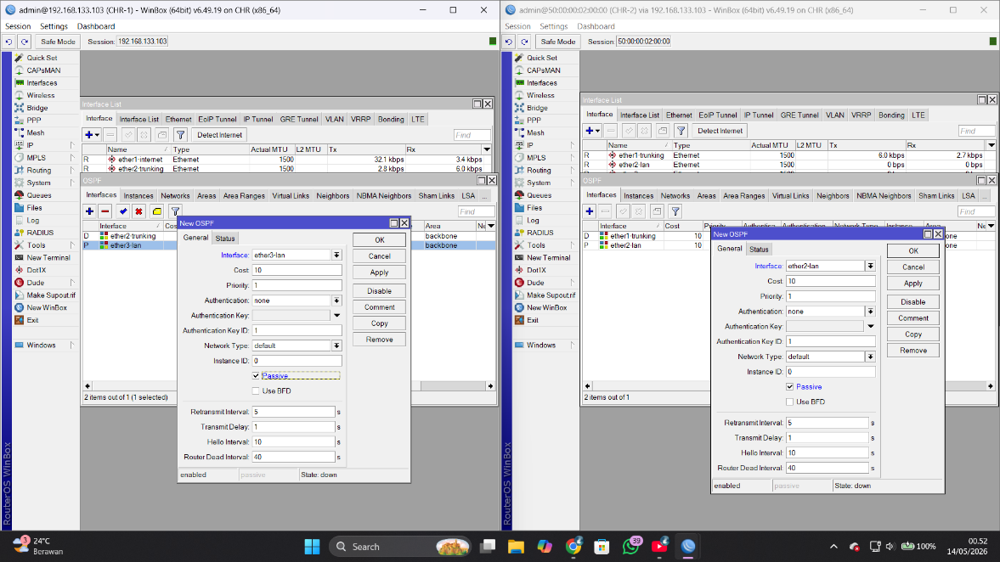 admin@192.168.133.103 (CHR-1) - WinBox (64bit) v6.49.19 on CHR (x86_64)
Session Settings Dashboard
Safe Mode Session: 192.168.133.103
Quick Set
CAPsMAN
Interfaces
Wireless
Bridge
PPP
Mesh
IP
MPLS
Routing
System
Queues
Files
Log
RADIUS
Tools
New Terminal
Dot1X
Dude
Make Supout.rif
New WinBox
Exit
Windows
RouterOS WinBox
Interface List
Interface Interface List Ethernet EoIP Tunnel IP Tunnel GRE Tunnel VLAN VRRP Bonding LTE
Detect Internet Find
Name Type Actual MTU L2 MTU Tx Rx
R ether1-internet Ethernet 1500 32.1 kbps 3.4 kbps
R ether2-trunking Ethernet 1500 2.8 kbps 6.0 kbps
OSPF
Interfaces Instances Networks Areas Area Ranges Virtual Links Neighbors NBMA Neighbors Sham Links LSA ...
Find
Interface Cos Area Ne
D ether2-trunking backbone
P ether3-lan backbone
2 items out of 1 (1 selected)
New OSPF
General Status
Interface: ether3-lan
Cost: 10
Priority: 1
Authentication: none
Authentication Key:
Authentication Key ID: 1
Network Type: default
Instance ID: 0
Passive
Use BFD
Retransmit Interval: 5 s
Transmit Delay: 1 s
Hello Interval: 10 s
Router Dead Interval: 40 s
OK
Cancel
Apply
Disable
Comment
Copy
Remove
enabled passive State: down
admin@50:00:00:02:00:00 (CHR-2) via 192.168.133.103 - WinBox (64bit) v6.49.19 on CHR (x86_64)
Session Settings Dashboard
Safe Mode Session: 50:00:00:02:00:00
Quick Set
CAPsMAN
Interfaces
Wireless
Bridge
PPP
Mesh
IP
MPLS
Routing
System
Queues
Files
Log
RADIUS
Tools
New Terminal
Dot1X
Dude
Make Supout.rif
New WinBox
Exit
Windows
RouterOS WinBox
Interface List
Interface Interface List Ethernet EoIP Tunnel IP Tunnel GRE Tunnel VLAN VRRP Bonding LTE
Detect Internet Find
Name Type Actual MTU L2 MTU Tx Rx
R ether1-trunking Ethernet 1500 6.0 kbps 2.7 kbps
R ether2-lan Ethernet 1500 0 bps 0 bps
OSPF
Interfaces Instances Networks Areas Area Ranges Virtual Links Neighbors NBMA Neighbors Sham Links LSA ...
Find
Interface Cost Priority Ne
D ether1-trunking 10 backbone
P ether2-lan 10 backbone
2 items out of 1
New OSPF
General Status
Interface: ether2-lan
Cost: 10
Priority: 1
Authentication: none
Authentication Key:
Authentication Key ID: 1
Network Type: default
Instance ID: 0
Passive
Use BFD
Retransmit Interval: 5 s
Transmit Delay: 1 s
Hello Interval: 10 s
Router Dead Interval: 40 s
OK
Cancel
Apply
Disable
Comment
Copy
Remove
enabled passive State: down
3
24°C
Berawan
Search
39
100%
00.52
14/05/2026